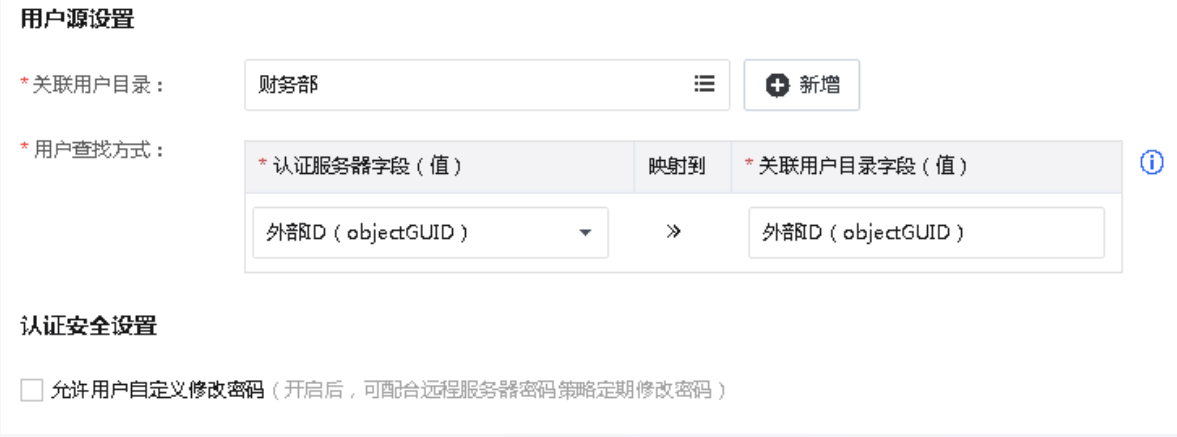 用户源设置
*关联用户目录：
财务部
新增
*用户查找方式：
*认证服务器字段（值） 映射到 *关联用户目录字段（值）
外部ID（objectGUID） » 外部ID（objectGUID）
认证安全设置
允许用户自定义修改密码（开启后，可配合远程服务器密码策略定期修改密码）